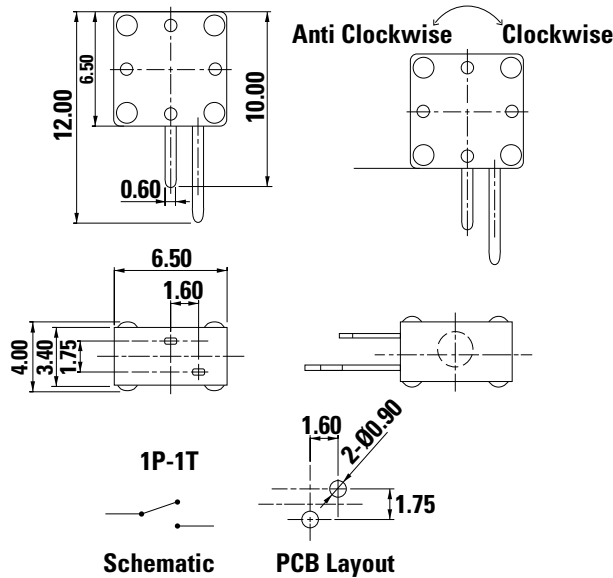 Anti Clockwise
Clockwise
12.00
6.50
10.00
0.60
6.50
1.60
4.00
3.40
1.75
1P-1T
1.60
2-Ø0.90
1.75
Schematic
PCB Layout